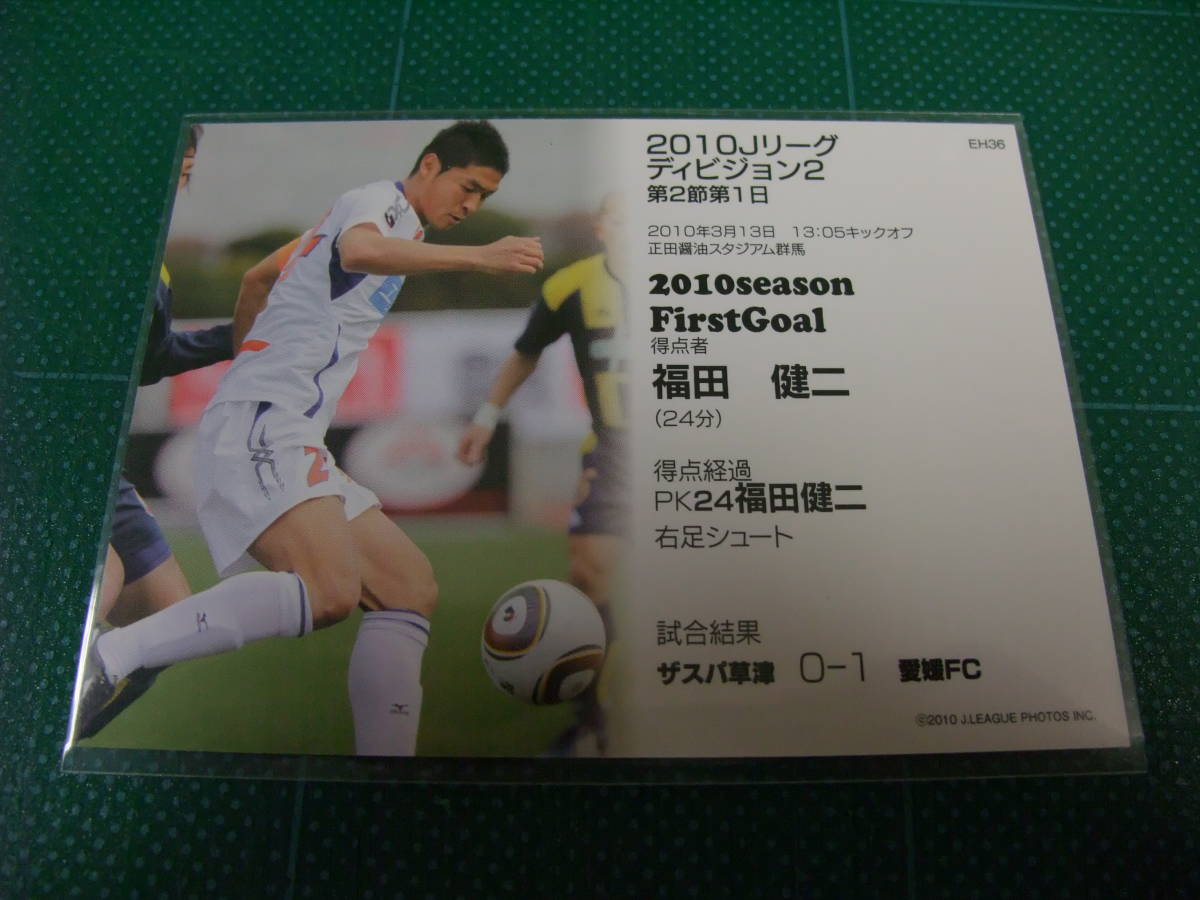 2010Jリーグ
ディビジョン2
第2節第1日
EH36
2010年3月13日 13:05キックオフ
正田醤油スタジアム群馬
2010season
FirstGoal
得点者
福田 健二
(24分)
得点経過
PK24福田健二
右足シュート
試合結果
ザスパ草津 0-1 愛媛FC
©2010 J.LEAGUE PHOTOS INC.